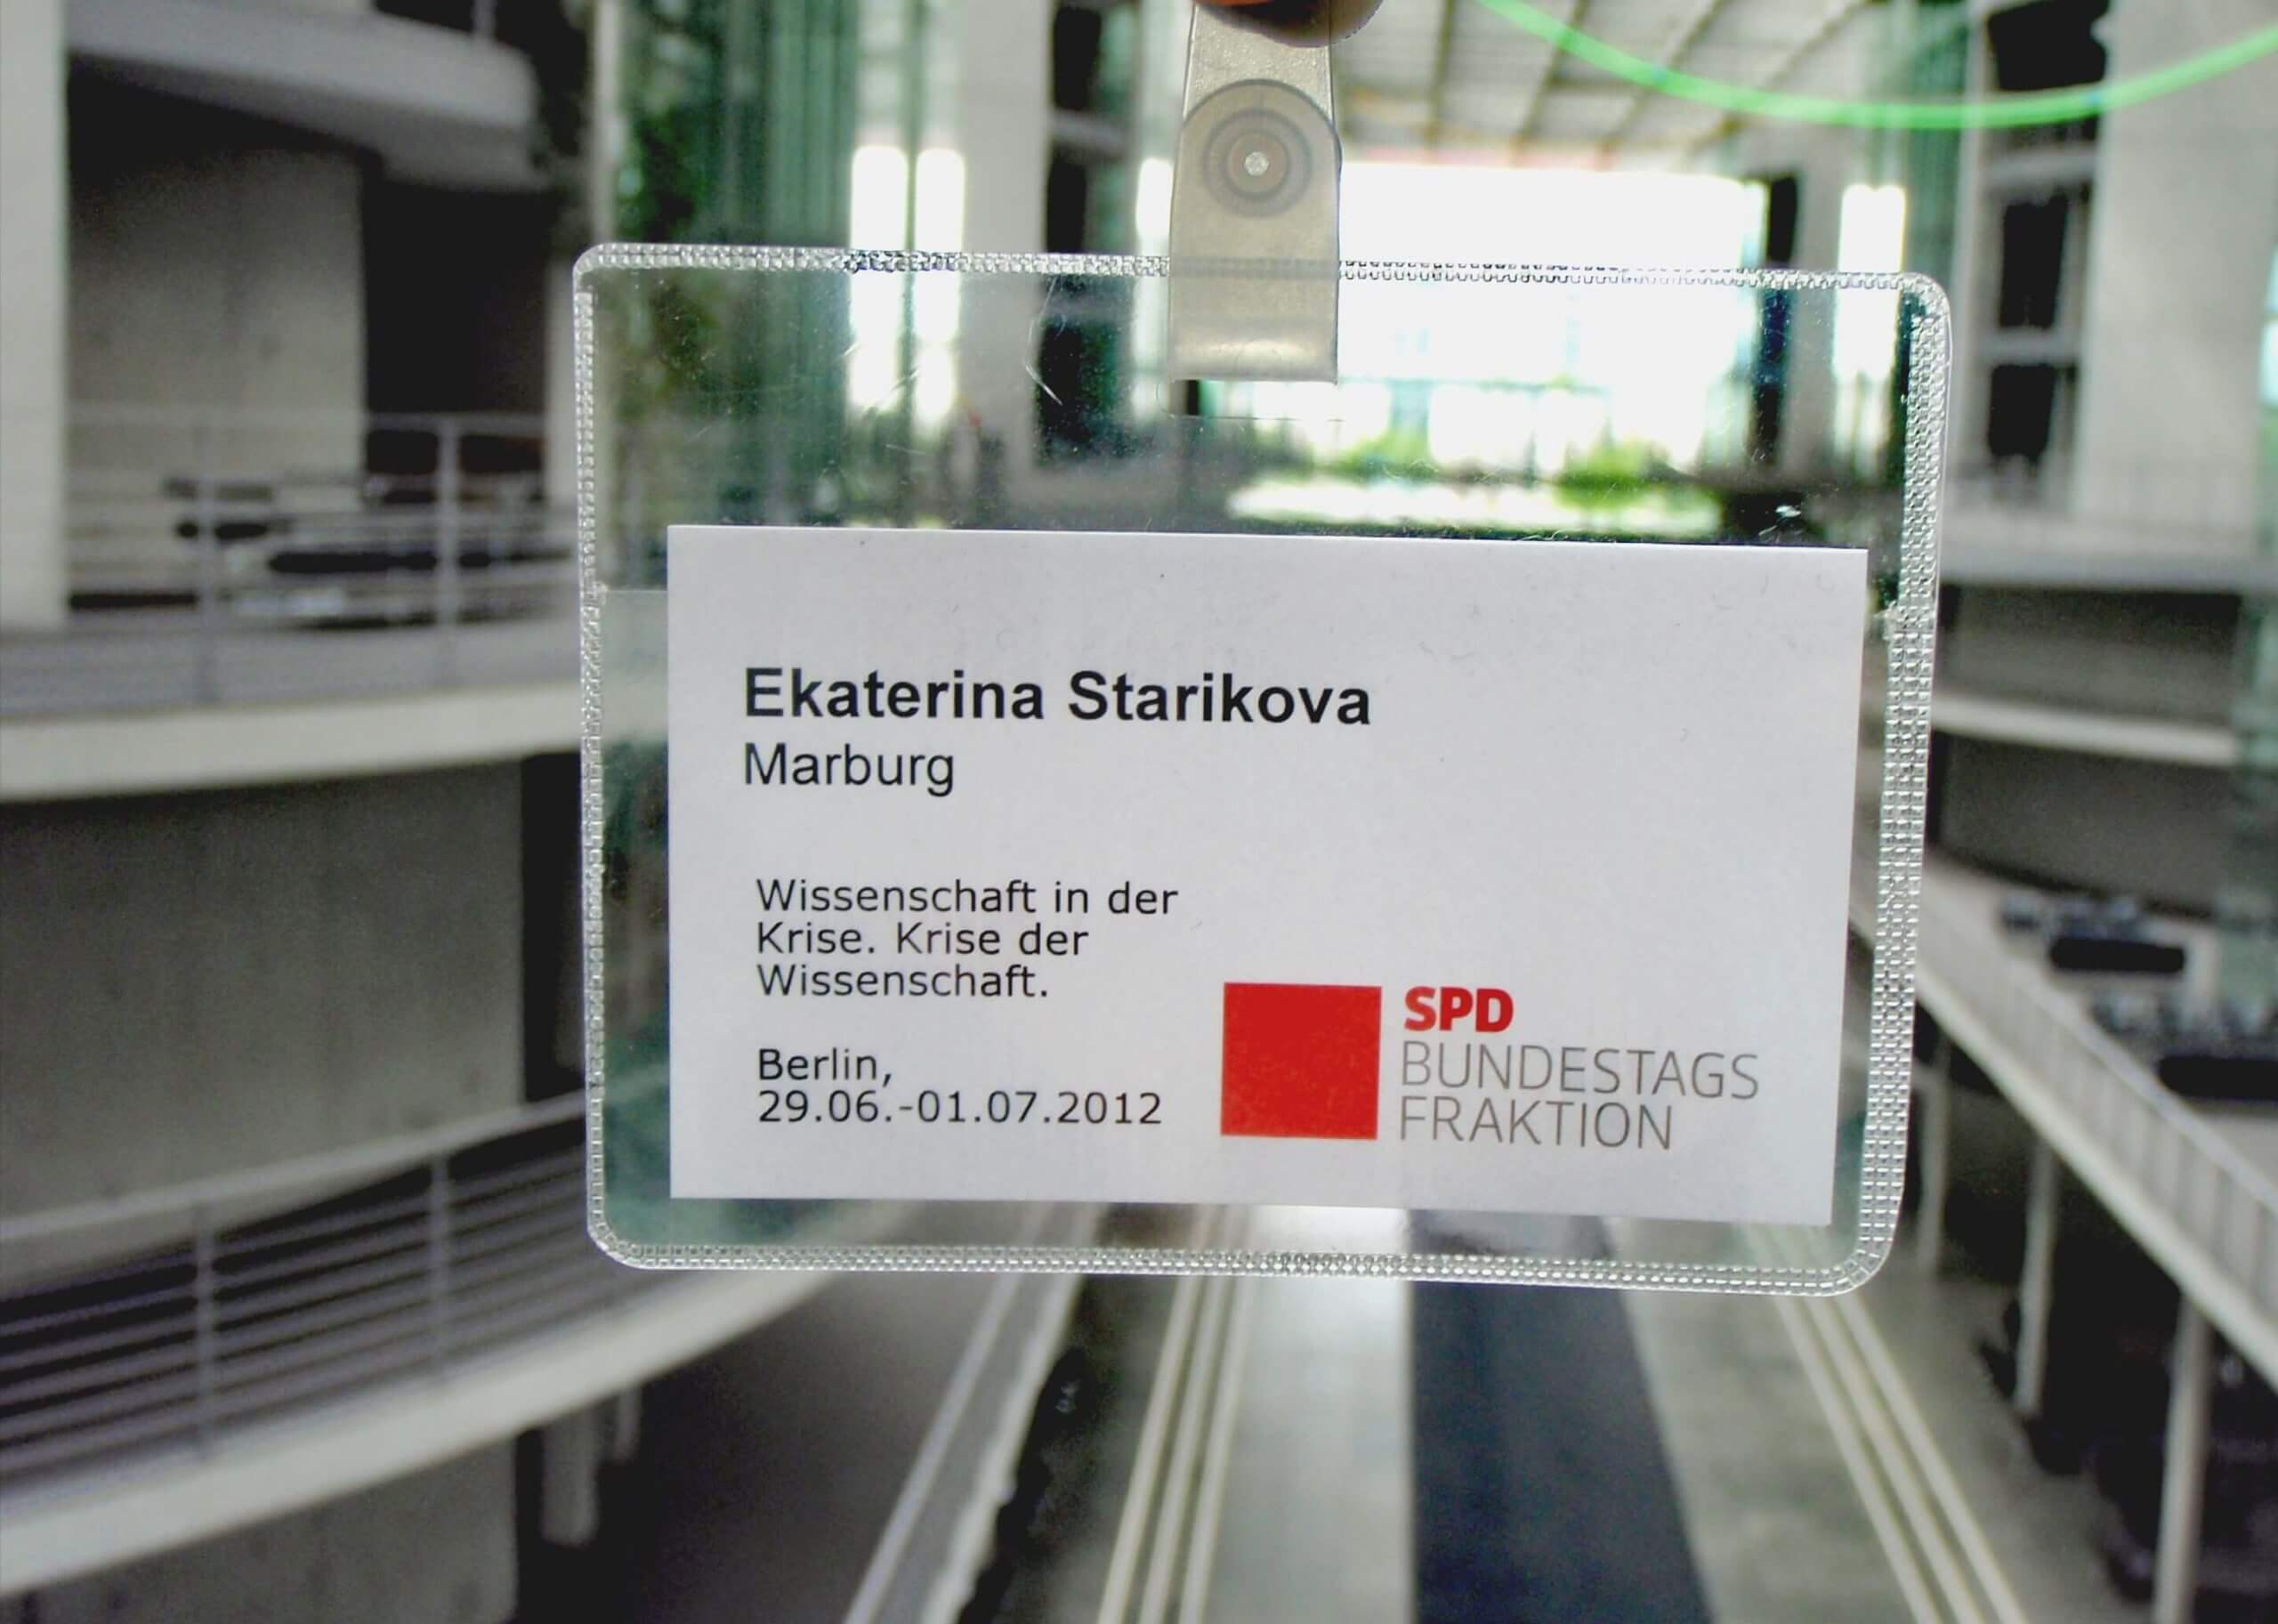 Ekaterina Starikova
Marburg
Wissenschaft in der
Krise. Krise der
Wissenschaft.
Berlin,
29.06.-01.07.2012
SPD
BUNDESTAGS
FRAKTION